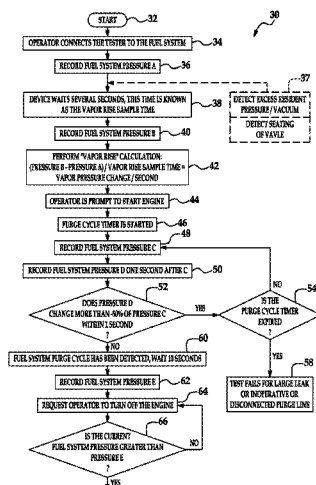 START
32
30
OPERATOR CONNECTS THE TESTER TO THE FUEL SYSTEM
34
RECORD FUEL SYSTEM PRESSURE A
36
37
DETECT EXCESS RESIDENT
PRESSURE / VACUUM
DETECT SEATING
OF VAVLE
DEVICE WAITS SEVERAL SECONDS, THIS TIME IS KNOWN
AS THE VAPOR RISE SAMPLE TIME
38
RECORD FUEL SYSTEM PRESSURE B
40
PERFORM "VAPOR RISE" CALCULATION:
(PRESSURE B - PRESSURE A) / VAPOR RISE SAMPLE TIME =
VAPOR PRESSURE CHANGE / SECOND
42
OPERATOR IS PROMPT TO START ENGINE
44
PURGE CYCLE TIMER IS STARTED
46
48
RECORD FUEL SYSTEM PRESSURE C
RECORD FUEL SYSTEM PRESSURE D ONE SECOND AFTER C
50
52
DOES PRESSURE D
CHANGE MORE THAN -50% OF PRESSURE C
WITHIN 1 SECOND
?
YES
NO
54
IS THE
PURGE CYCLE TIMER
EXPIRED
?
NO
YES
60
FUEL SYSTEM PURGE CYCLE HAS BEEN DETECTED, WAIT 10 SECONDS
58
TEST FAILS FOR LARGE LEAK
OR INOPERATIVE OR
DISCONNECTED PURGE LINE
RECORD FUEL SYSTEM PRESSURE E
62
64
REQUEST OPERATOR TO TURN OFF THE ENGINE
66
IS THE CURRENT
FUEL SYSTEM PRESSURE GREATER THAN
PRESSURE E
?
NO
YES